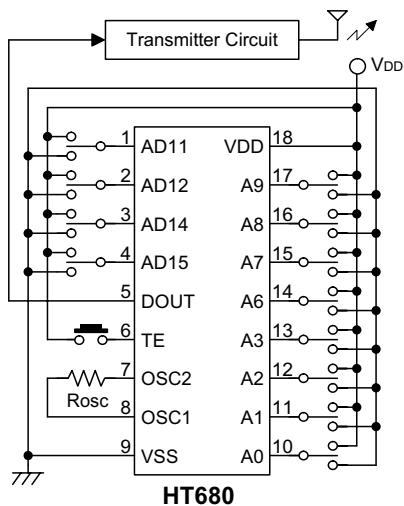 Transmitter Circuit
VDD
1 AD11 VDD 18
2 AD12 A9 17
3 AD14 A8 16
4 AD15 A7 15
5 DOUT A6 14
6 TE A3 13
7 OSC2 A2 12
Rosc
8 OSC1 A1 11
9 VSS A0 10
HT680